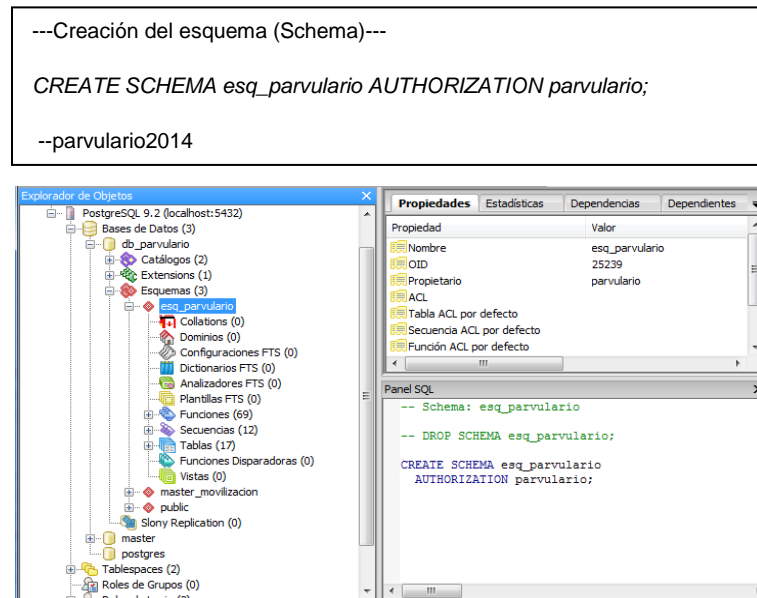 ---Creación del esquema (Schema)---
CREATE SCHEMA esq_parvulario AUTHORIZATION parvulario;
--parvulario2014
Explorador de Objetos
PostgreSQL 9.2 (localhost:5432)
Bases de Datos (3)
db_parvulario
Catálogos (2)
Extensions (1)
Esquemas (3)
esq_parvulario
Collations (0)
Dominios (0)
Configuraciones FTS (0)
Dictionarios FTS (0)
Analizadores FTS (0)
Plantillas FTS (0)
Funciones (69)
Secuencias (12)
Tablas (17)
Funciones Disparadoras (0)
Vistas (0)
master_movilizacion
public
Slony Replication (0)
master
postgres
Tablespaces (2)
Roles de Grupos (0)
Propiedades Estadísticas Dependencias Dependientes
Propiedad Valor
Nombre esq_parvulario
OID 25239
Propietario parvulario
ACL
Tabla ACL por defecto
Secuencia ACL por defecto
Función ACL por defecto
Panel SQL
-- Schema: esq_parvulario
-- DROP SCHEMA esq_parvulario;
CREATE SCHEMA esq_parvulario
AUTHORIZATION parvulario;